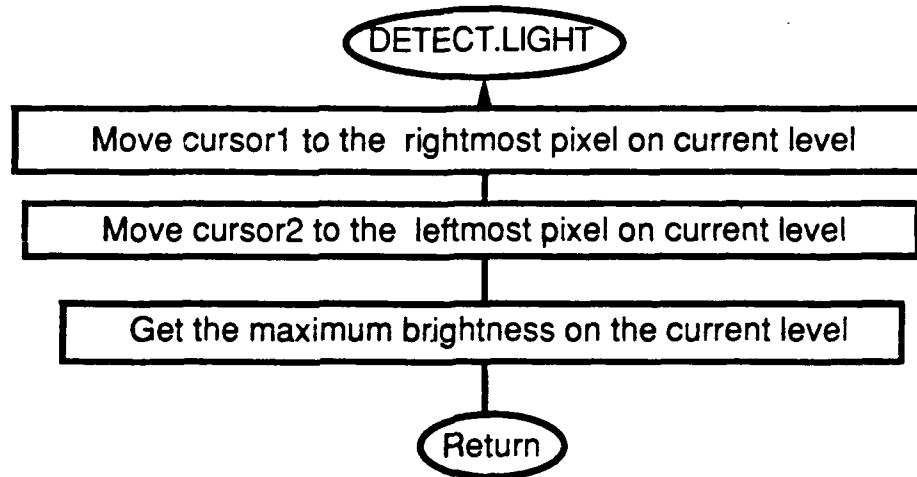 DETECT.LIGHT
Move cursor1 to the rightmost pixel on current level
Move cursor2 to the leftmost pixel on current level
Get the maximum brightness on the current level
Return